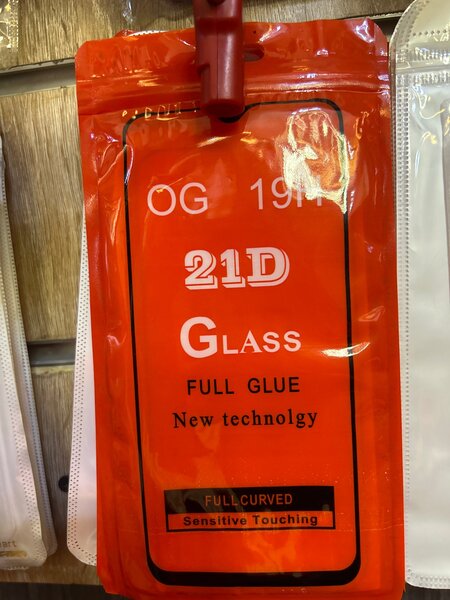 OG 19H
21D
GLASS
FULL GLUE
New technolgy
FULLCURVED
Sensitive Touching